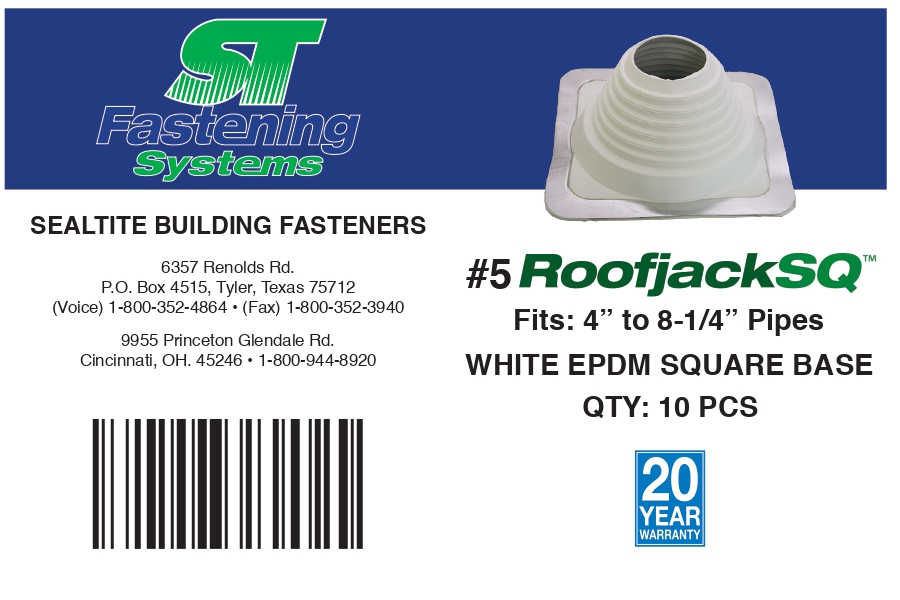 ST
Fastening
Systems
SEALTITE BUILDING FASTENERS
6357 Renolds Rd.
P.O. Box 4515, Tyler, Texas 75712
(Voice) 1-800-352-4864 • (Fax) 1-800-352-3940
9955 Princeton Glendale Rd.
Cincinnati, OH. 45246 • 1-800-944-8920
#5 RoofjackSQ™
Fits: 4” to 8-1/4” Pipes
WHITE EPDM SQUARE BASE
QTY: 10 PCS
20
YEAR
WARRANTY